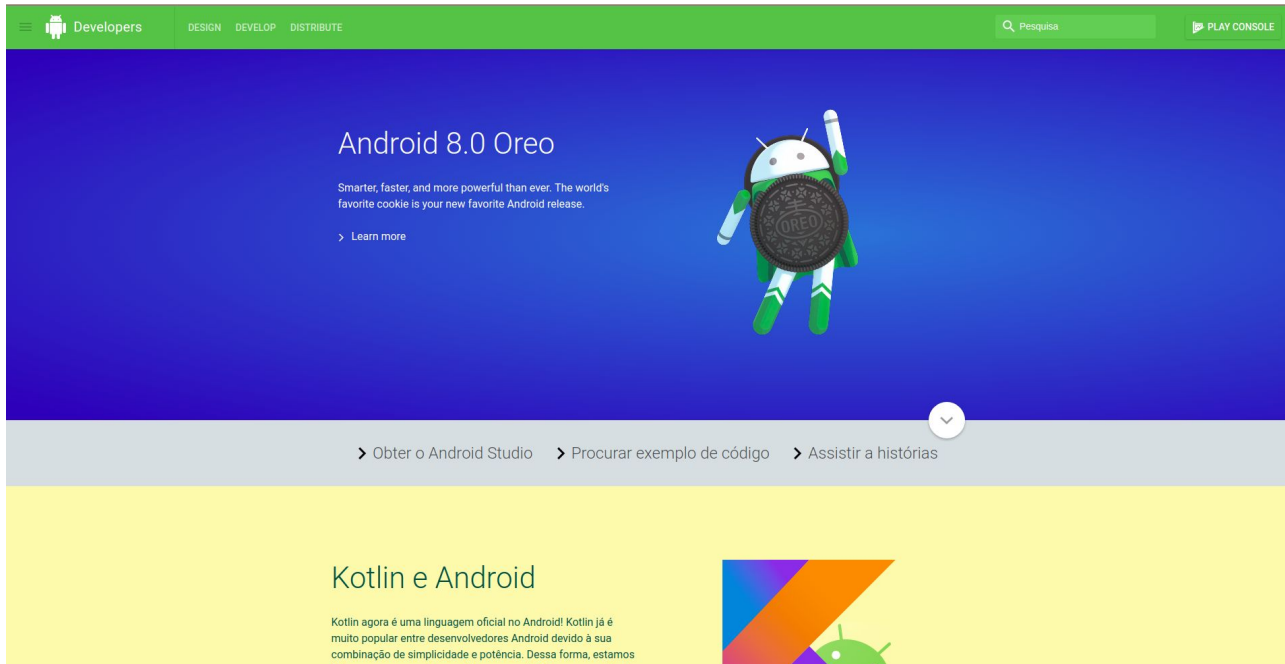 Developers
DESIGN DEVELOP DISTRIBUTE
Pesquisa
PLAY CONSOLE
Android 8.0 Oreo
Smarter, faster, and more powerful than ever. The world's
favorite cookie is your new favorite Android release.
Learn more
OREO
Obter o Android Studio
Procurar exemplo de código
Assistir a histórias
Kotlin e Android
Kotlin agora é uma linguagem oficial no Android! Kotlin já é
muito popular entre desenvolvedores Android devido à sua
combinação de simplicidade e potência. Dessa forma, estamos